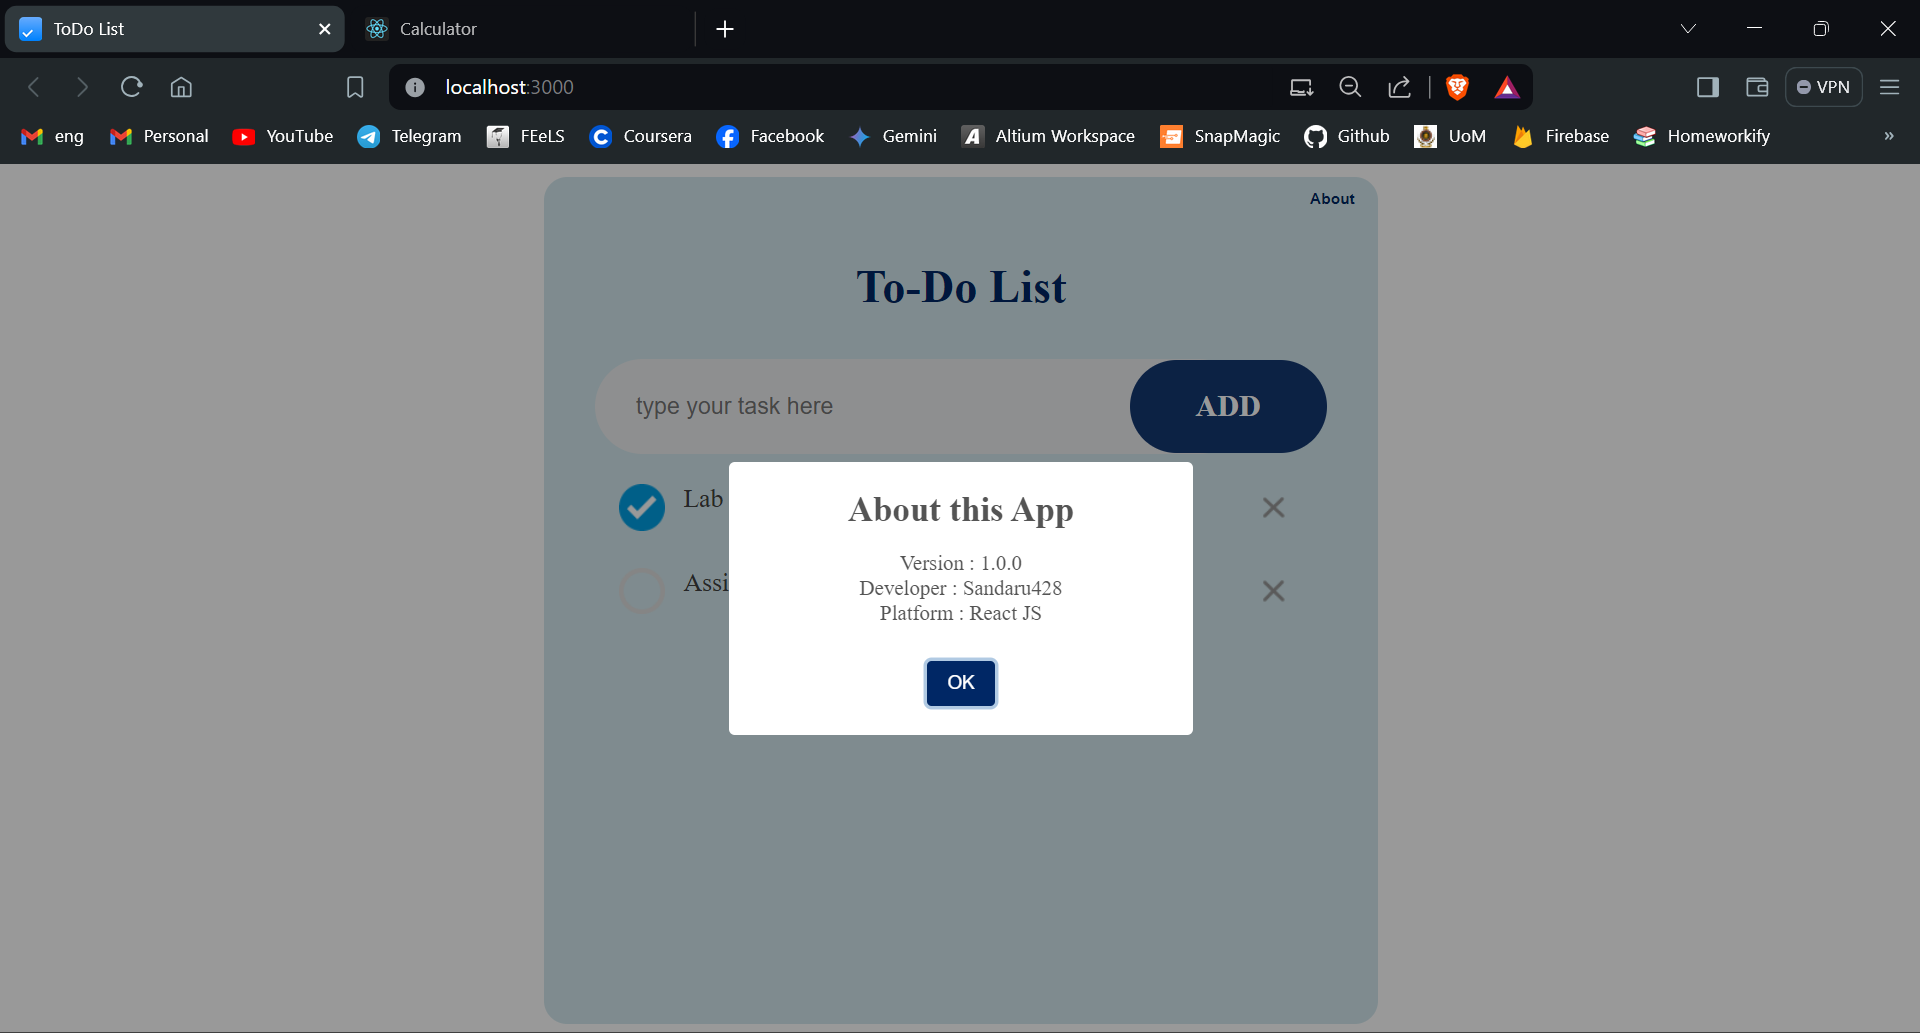 ToDo List
Calculator
localhost:3000
VPN
eng
Personal
YouTube
Telegram
FEeLS
Coursera
Facebook
Gemini
Altium Workspace
SnapMagic
Github
UoM
Firebase
Homeworkify
»
About
To-Do List
type your task here
ADD
Lab
Assi
About this App
Version : 1.0.0
Developer : Sandaru428
Platform : React JS
OK